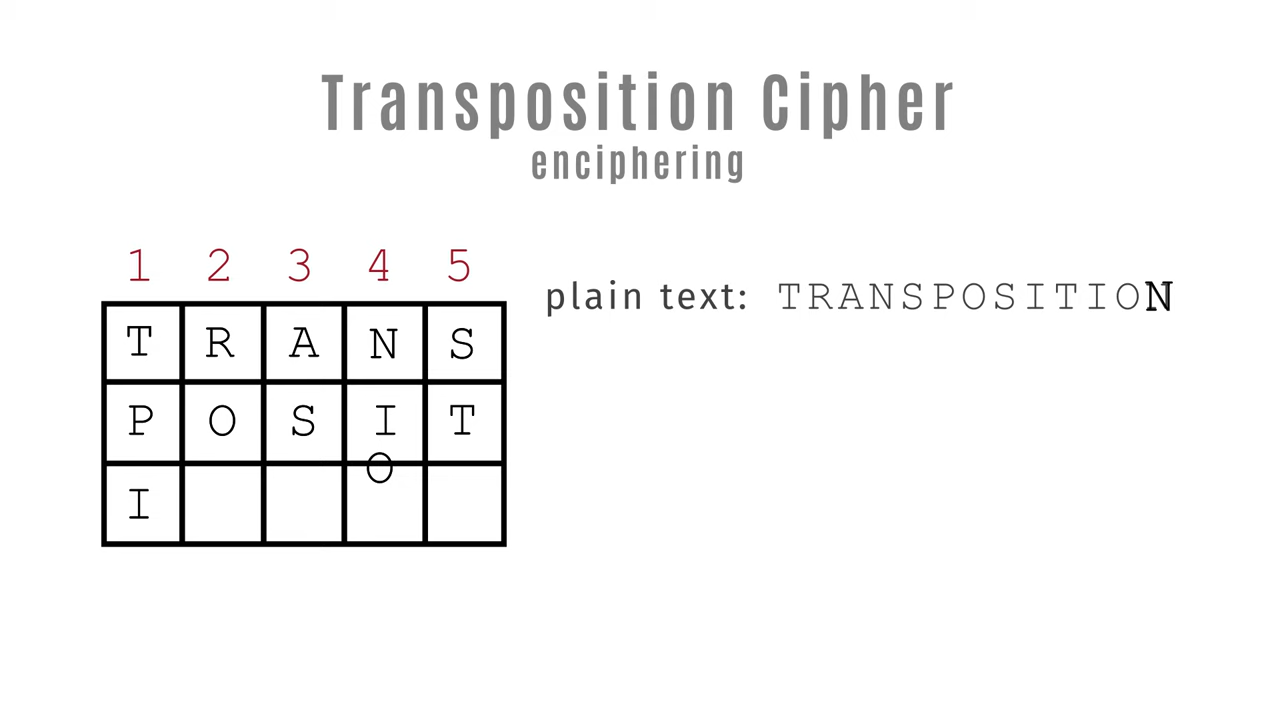 Transposition Cipher
enciphering
1 2 3 4 5
plain text: TRANSPOSITION
T R A N S
P O S I T
O
I